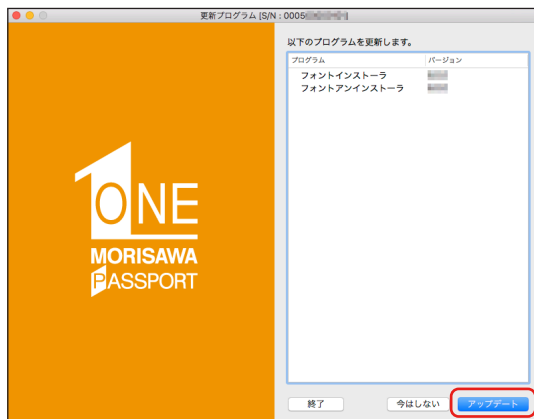 更新プログラム [S/N : 0005
以下のプログラムを更新します。
プログラム バージョン
フォントインストーラ
フォントアンインストーラ
1 ONE
MORISAWA
PASSPORT
終了 今はしない アップデート